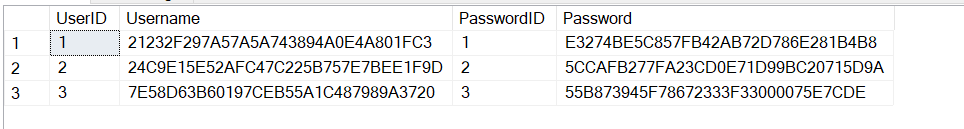 UserID Username PasswordID Password
1 1 21232F297A57A5A743894A0E4A801FC3 1 E3274BE5C857FB42AB72D786E281B4B8
2 2 24C9E15E52AFC47C225B757E7BEE1F9D 2 5CCAFB277FA23CD0E71D99BC20715D9A
3 3 7E58D63B60197CEB55A1C487989A3720 3 55B873945F78672333F33000075E7CDE